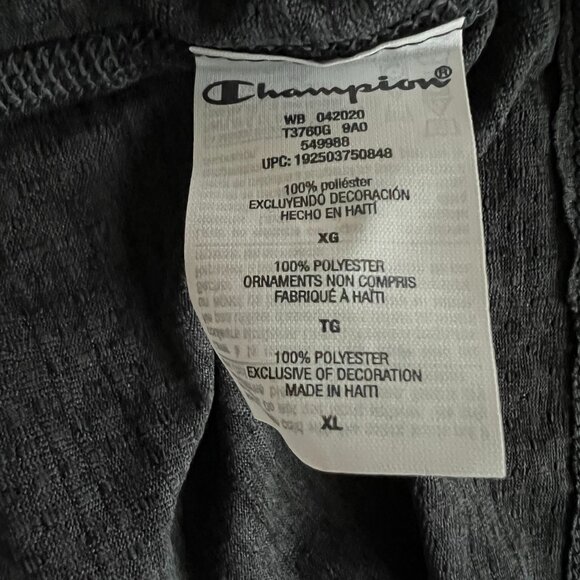 Champion®
WB 042020
T3760G 9A0
549988
UPC: 192503750848
100% poliéster
EXCLUYENDO DECORACIÓN
HECHO EN HAITÍ
XG
100% POLYESTER
ORNAMENTS NON COMPRIS
FABRIQUÉ À HAÏTI
TG
100% POLYESTER
EXCLUSIVE OF DECORATION
MADE IN HAITI
XL